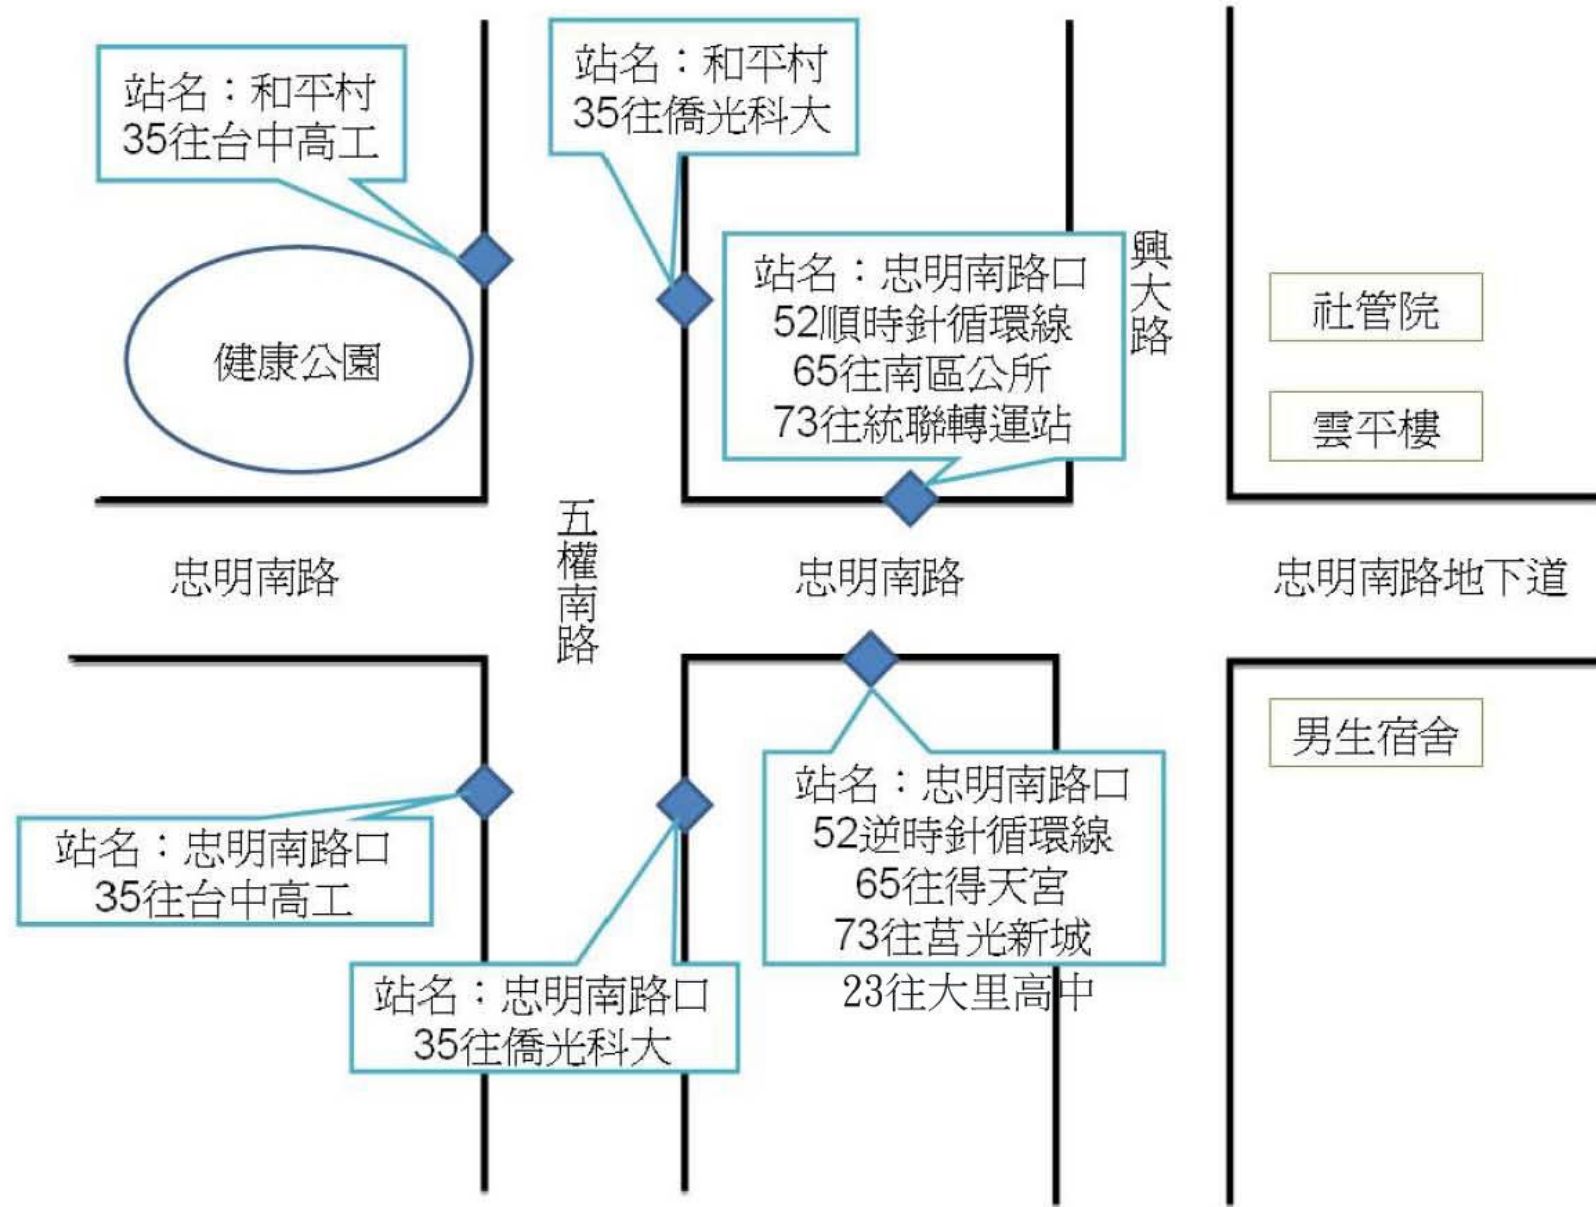 站名：和平村
35往台中高工
站名：和平村
35往僑光科大
站名：忠明南路口
52順時針循環線
65往南區公所
73往統聯轉運站
興大路
社管院
健康公園
雲平樓
五權南路
忠明南路
忠明南路
忠明南路地下道
男生宿舍
站名：忠明南路口
52逆時針循環線
65往得天宮
73往莒光新城
23往大里高中
站名：忠明南路口
35往台中高工
站名：忠明南路口
35往僑光科大